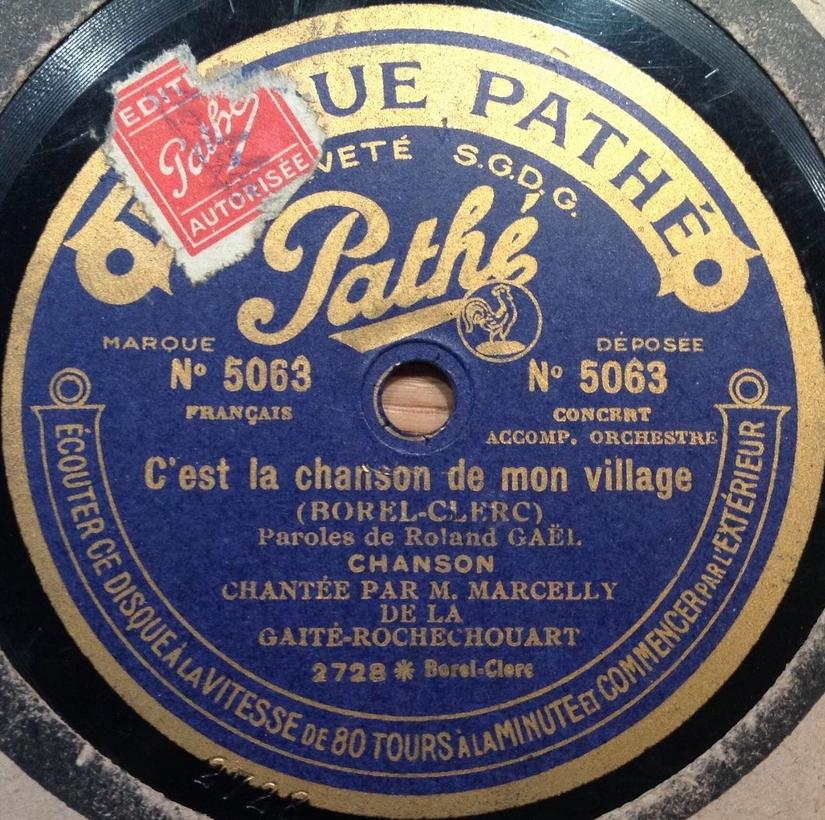 UE PATHÉ
EDIT
Pathé
AUTORISÉE
VETÉ S.G.D.G.
Pathé
MARQUE DÉPOSÉE
Nº 5063 Nº 5063
FRANÇAIS CONCERT
ACCOMP. ORCHESTRE
C'est la chanson de mon village
(BOREL-CLERC)
Paroles de Roland GAËL
CHANSON
CHANTÉE PAR M. MARCELLY
DE LA
GAITÉ-ROCHECHOUART
2728 * Borel-Clerc
ÉCOUTER CE DISQUE À LA VITESSE DE 80 TOURS À LA MINUTE ET COMMENCER PAR L'EXTÉRIEUR